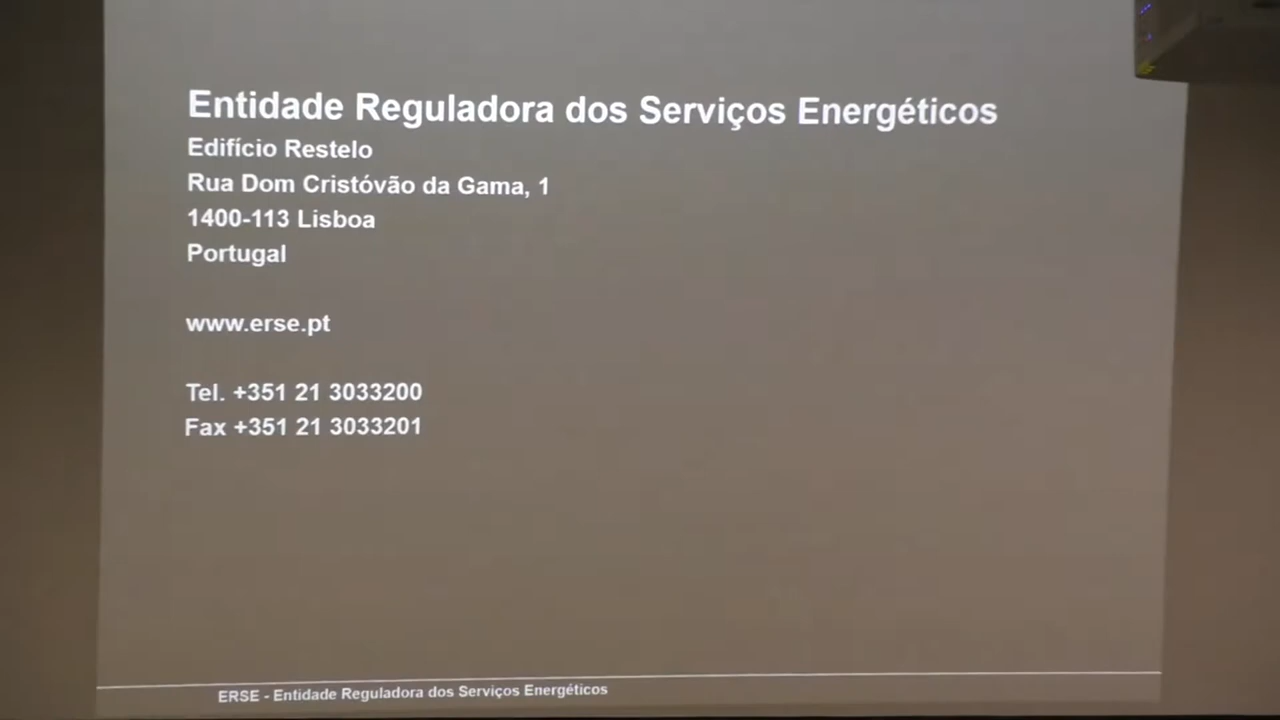 Entidade Reguladora dos Serviços Energéticos
Edifício Restelo
Rua Dom Cristóvão da Gama, 1
1400-113 Lisboa
Portugal
www.erse.pt
Tel. +351 21 3033200
Fax +351 21 3033201
ERSE - Entidade Reguladora dos Serviços Energéticos